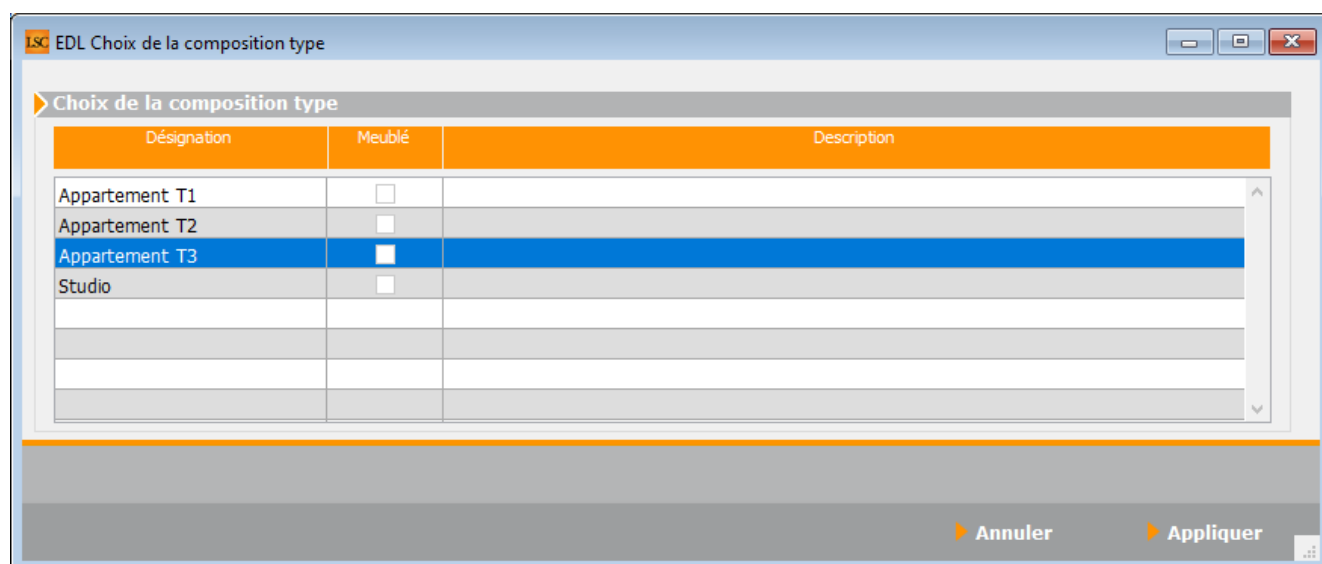 LSC EDL Choix de la composition type
Choix de la composition type
Désignation Meublé Description
Appartement T1
Appartement T2
Appartement T3
Studio
Annuler Appliquer